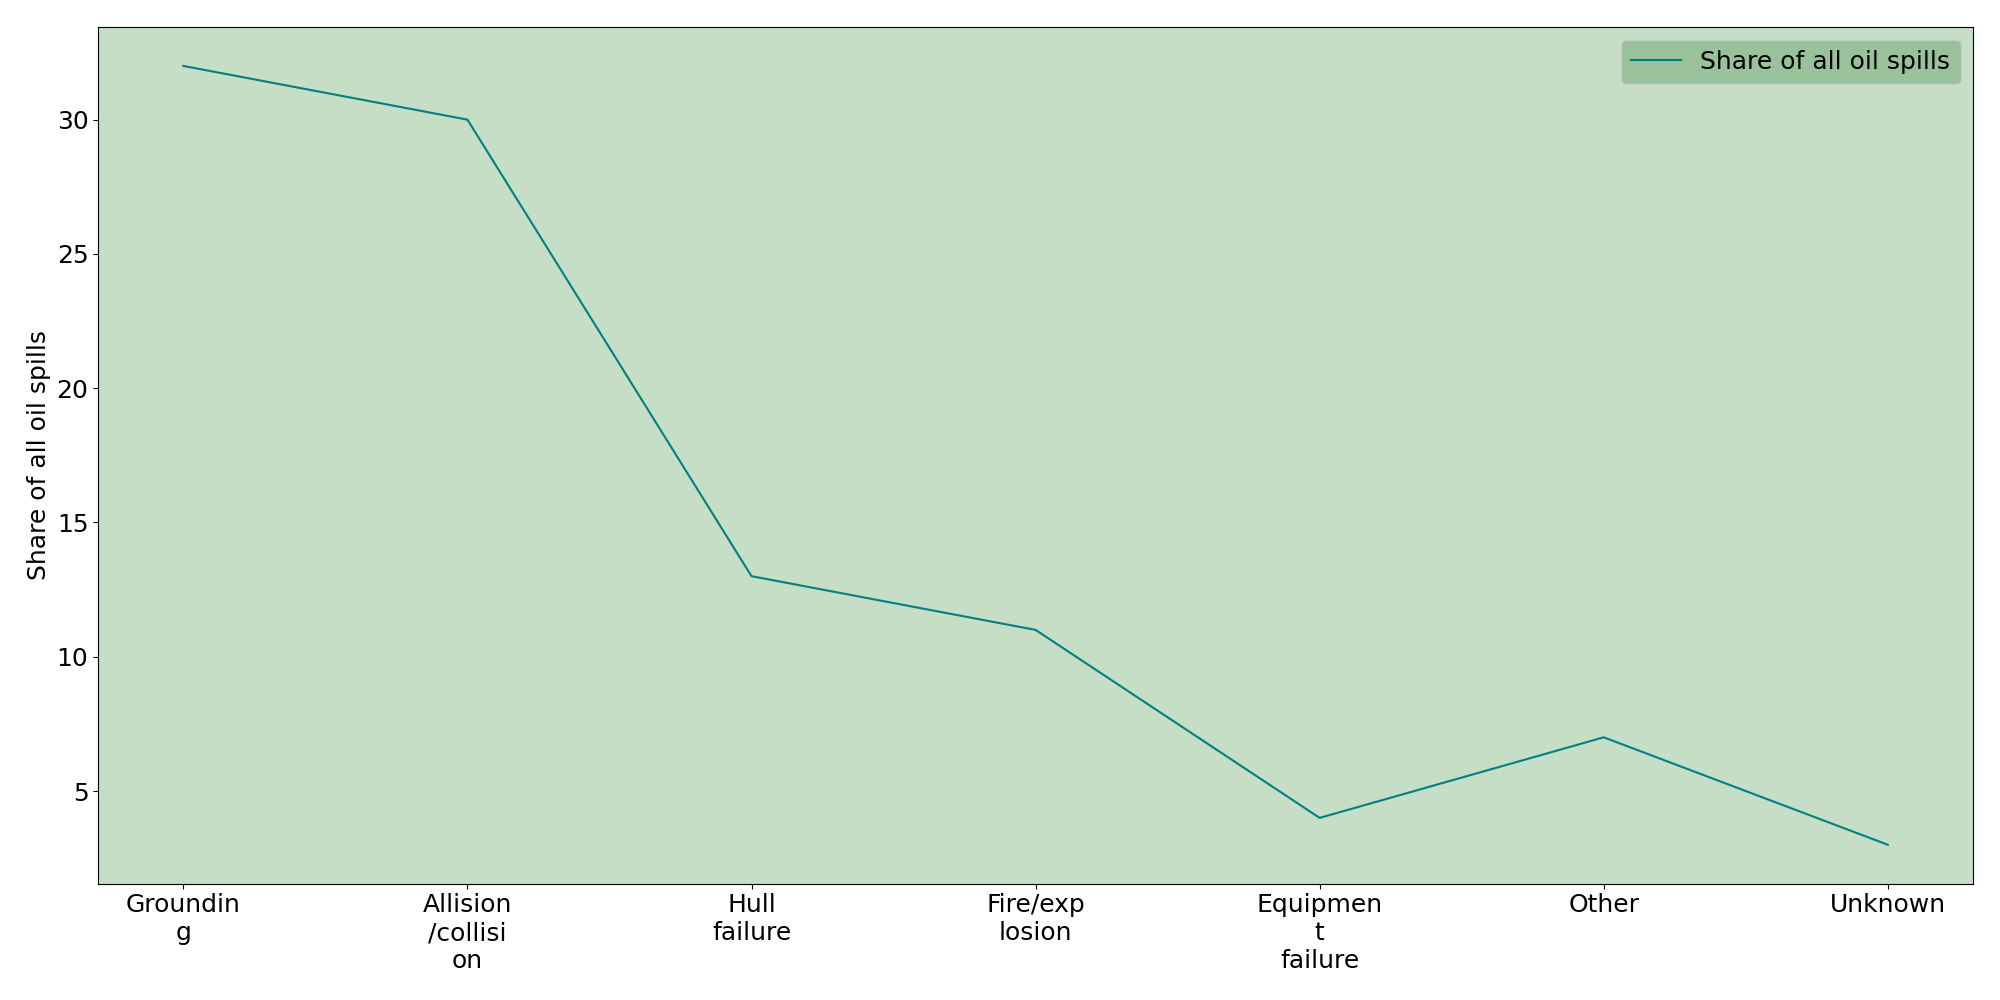 Share of all oil spills
Share of all oil spills
30
25
20
15
10
5
Groundin
g
Allision
/collisi
on
Hull
failure
Fire/exp
losion
Equipmen
t
failure
Other
Unknown